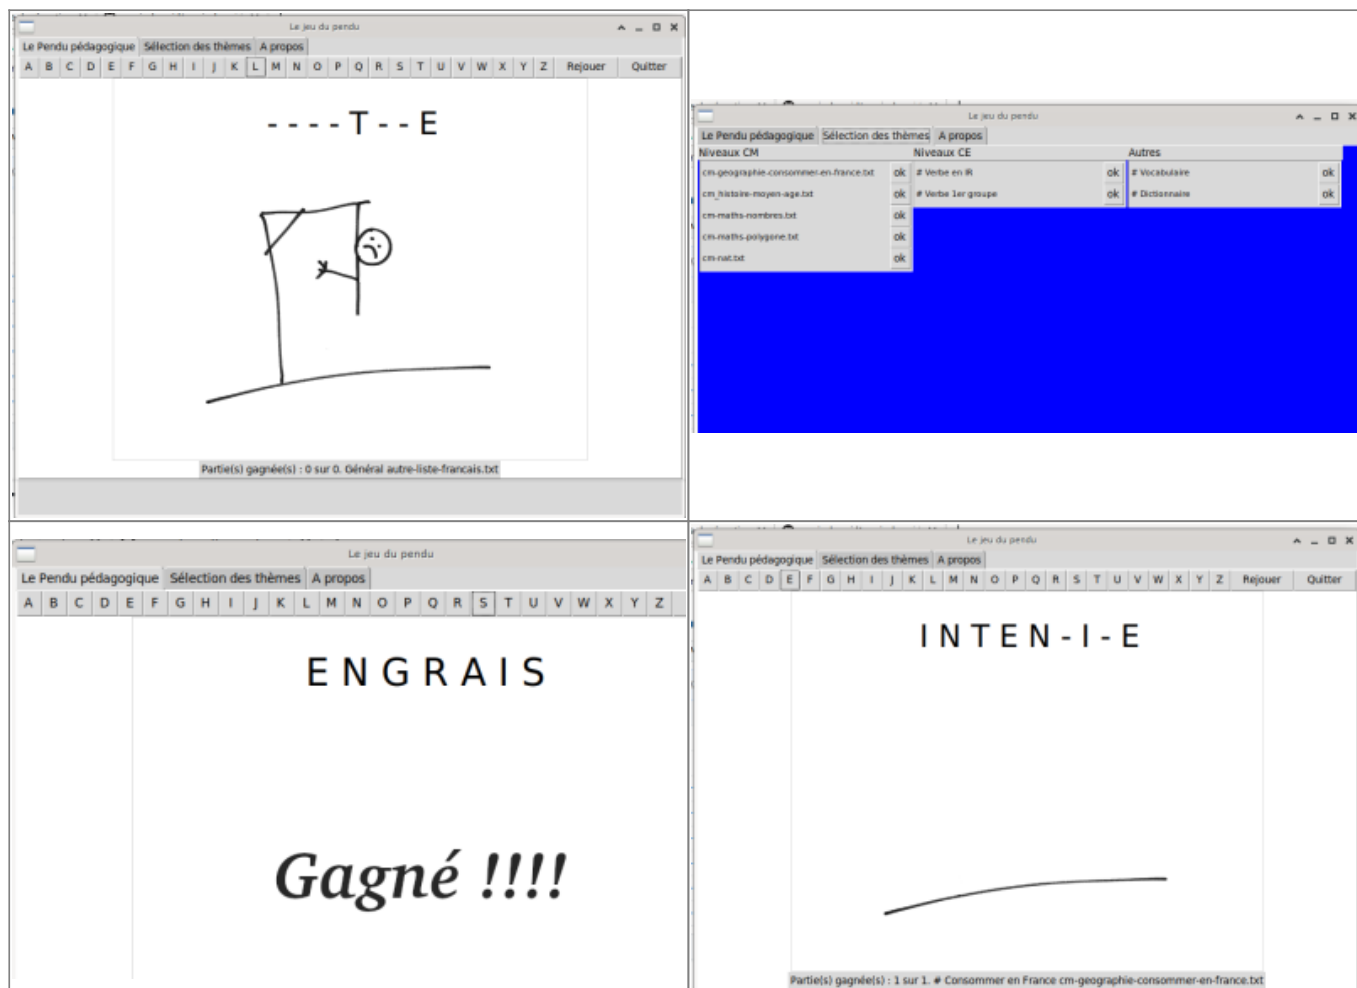 Le jeu du pendu
Le Pendu pédagogique Sélection des thèmes A propos
A B C D E F G H I J K L M N O P Q R S T U V W X Y Z Rejouer Quitter
- - - - T - - E
Partie(s) gagnée(s) : 0 sur 0. Général autre-liste-francais.txt
Le jeu du pendu
Le Pendu pédagogique Sélection des thèmes A propos
Niveaux CM Niveaux CE Autres
cm-geographie-consommer-en-france.txt ok # Verbe en IR ok # Vocabulaire ok
cm_histoire-moyen-age.txt ok # Verbe 1er groupe ok # Dictionnaire ok
cm-maths-nombres.txt ok
cm-maths-polygone.txt ok
cm-nat.txt ok
Le jeu du pendu
Le Pendu pédagogique Sélection des thèmes A propos
A B C D E F G H I J K L M N O P Q R S T U V W X Y Z
E N G R A I S
Gagné !!!!
Le jeu du pendu
Le Pendu pédagogique Sélection des thèmes A propos
A B C D E F G H I J K L M N O P Q R S T U V W X Y Z Rejouer Quitter
I N T E N - I - E
Partie(s) gagnée(s) : 1 sur 1. # Consommer en France cm-geographie-consommer-en-france.txt